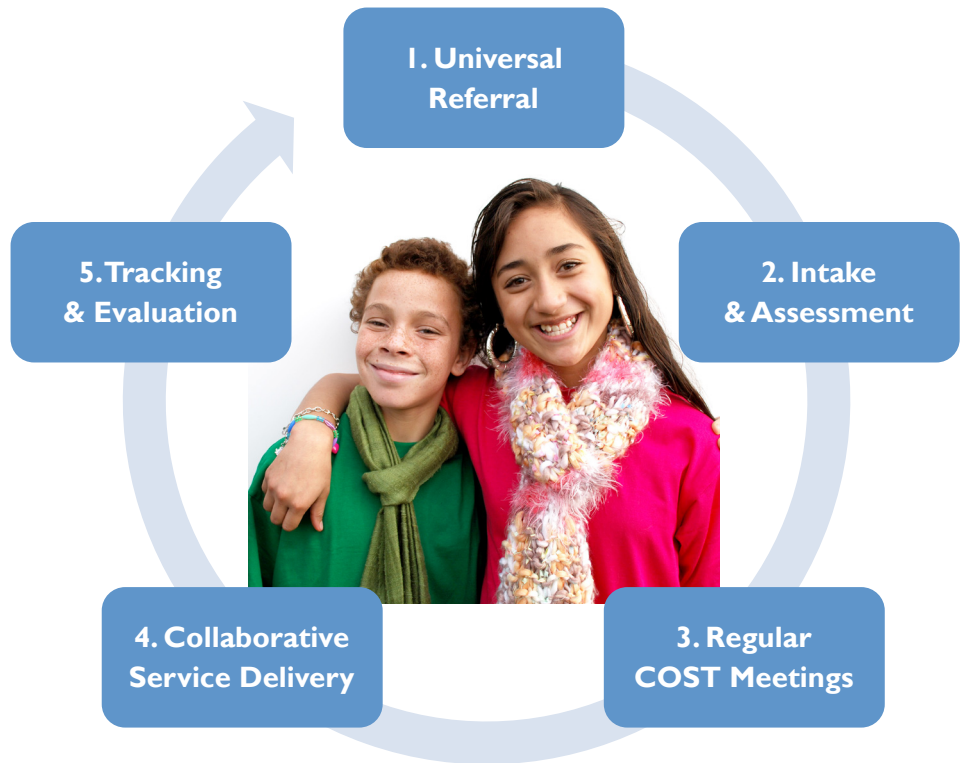 1. Universal
Referral
2. Intake
& Assessment
3. Regular
COST Meetings
4. Collaborative
Service Delivery
5. Tracking
& Evaluation